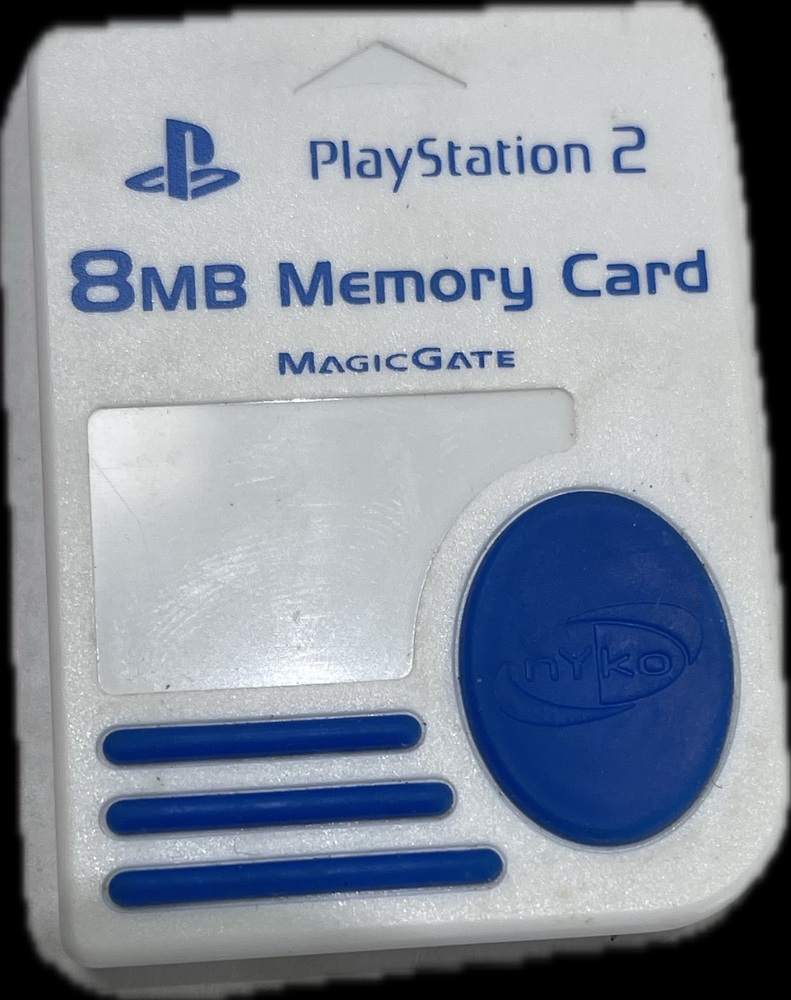 PlayStation 2
8MB Memory Card
MAGICGATE
nYko